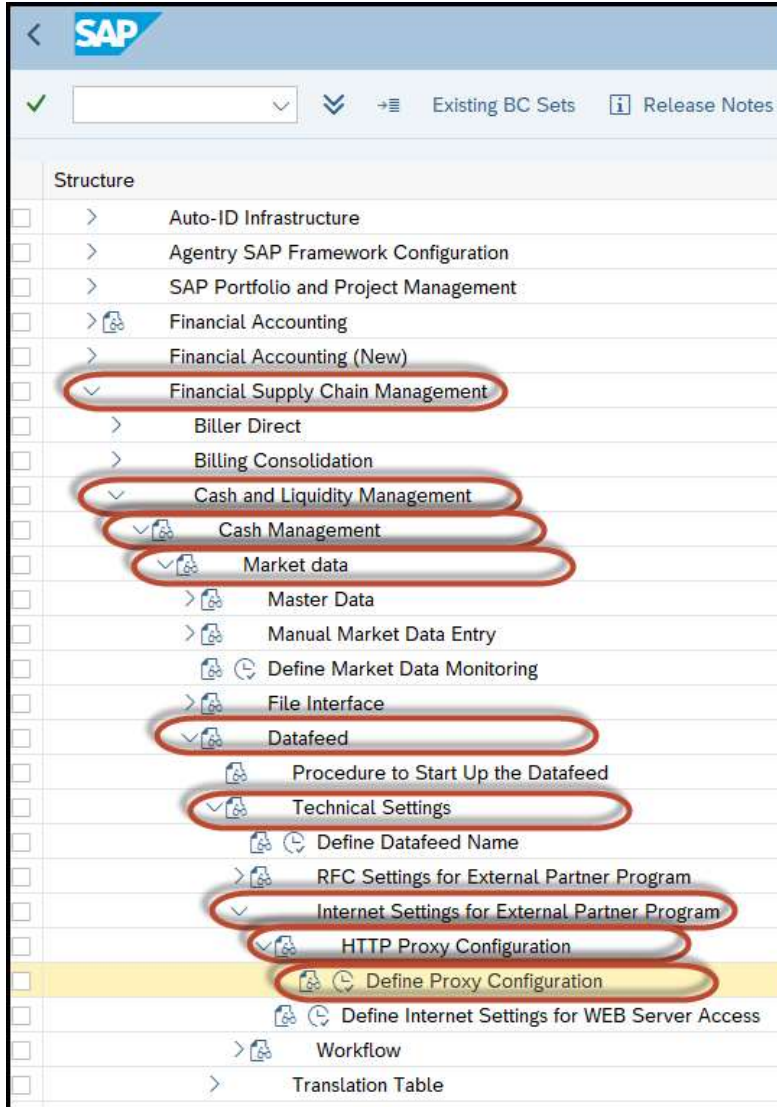 SAP
Existing BC Sets Release Notes
Structure
Auto-ID Infrastructure
Agentry SAP Framework Configuration
SAP Portfolio and Project Management
Financial Accounting
Financial Accounting (New)
Financial Supply Chain Management
Biller Direct
Billing Consolidation
Cash and Liquidity Management
Cash Management
Market data
Master Data
Manual Market Data Entry
Define Market Data Monitoring
File Interface
Datafeed
Procedure to Start Up the Datafeed
Technical Settings
Define Datafeed Name
RFC Settings for External Partner Program
Internet Settings for External Partner Program
HTTP Proxy Configuration
Define Proxy Configuration
Define Internet Settings for WEB Server Access
Workflow
Translation Table